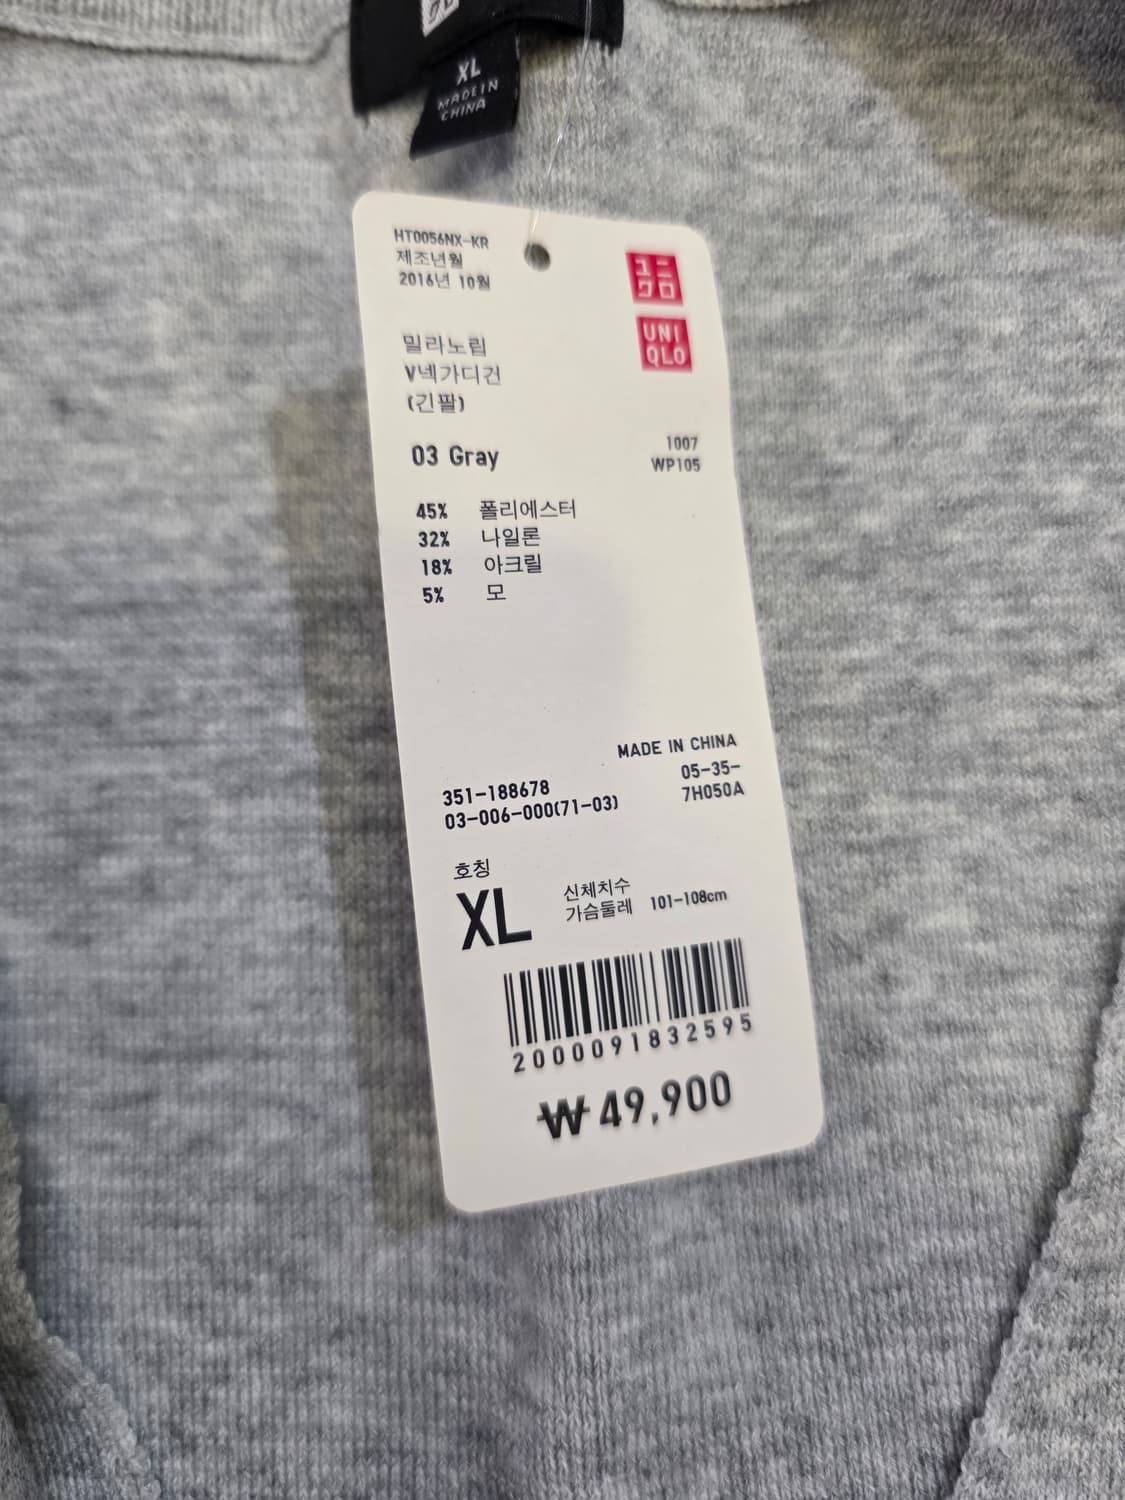 XL
MADE IN
CHINA
HT0056NX-KR
제조년월
2016년 10월
ユニ
クロ
UNI
QLO
밀라노립
V넥가디건
(긴팔)
03 Gray
1007
WP105
45% 폴리에스터
32% 나일론
18% 아크릴
5% 모
MADE IN CHINA
351-188678
05-35-
03-006-000(71-03)
7H050A
호칭
XL
신체치수
가슴둘레 101-108cm
2000091832595
₩49,900